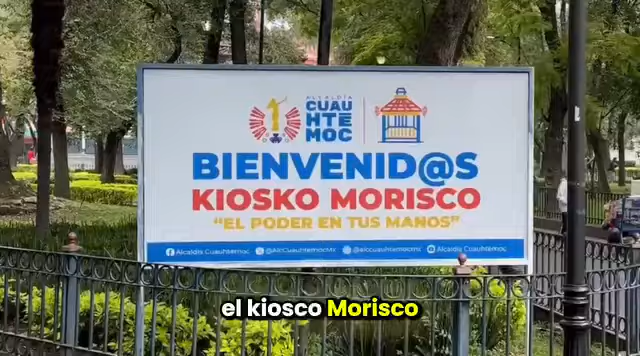 ALCALDÍA
CUAUH
TE
MOC
BIENVENID@S
KIOSKO MORISCO
"EL PODER EN TUS MANOS"
Alcaldía Cuauhtémoc @AlcCuauhtemocMx @alccuauhtemocmx Alcaldía Cuauhtémoc
el kiosco Morisco